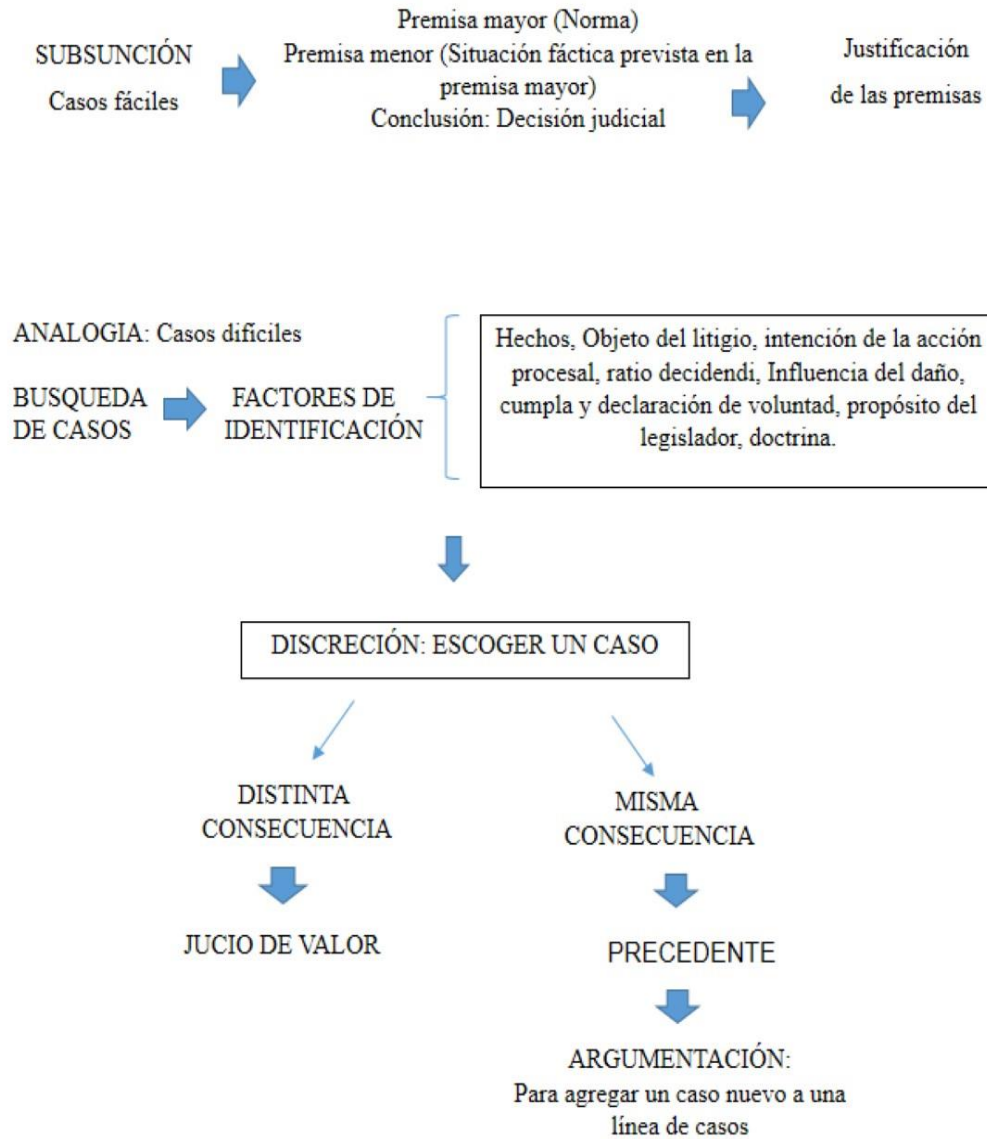 SUBSUNCIÓN
Casos fáciles
Premisa mayor (Norma)
Premisa menor (Situación fáctica prevista en la
premisa mayor)
Conclusión: Decisión judicial
Justificación
de las premisas
ANALOGIA: Casos difíciles
BUSQUEDA
DE CASOS
FACTORES DE
IDENTIFICACIÓN
Hechos, Objeto del litigio, intención de la acción
procesal, ratio decidendi, Influencia del daño,
cumpla y declaración de voluntad, propósito del
legislador, doctrina.
DISCRECIÓN: ESCOGER UN CASO
DISTINTA
CONSECUENCIA
JUCIO DE VALOR
MISMA
CONSECUENCIA
PRECEDENTE
ARGUMENTACIÓN:
Para agregar un caso nuevo a una
línea de casos